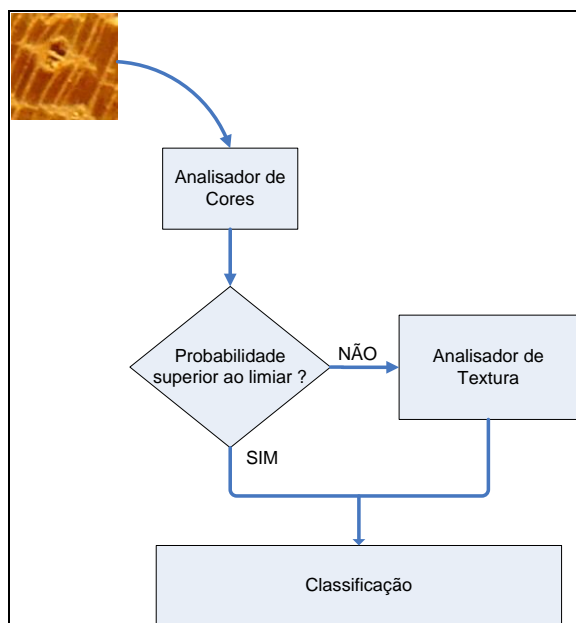 Analisador de
Cores
Probabilidade
superior ao limiar ?
NÃO
Analisador de
Textura
SIM
Classificação